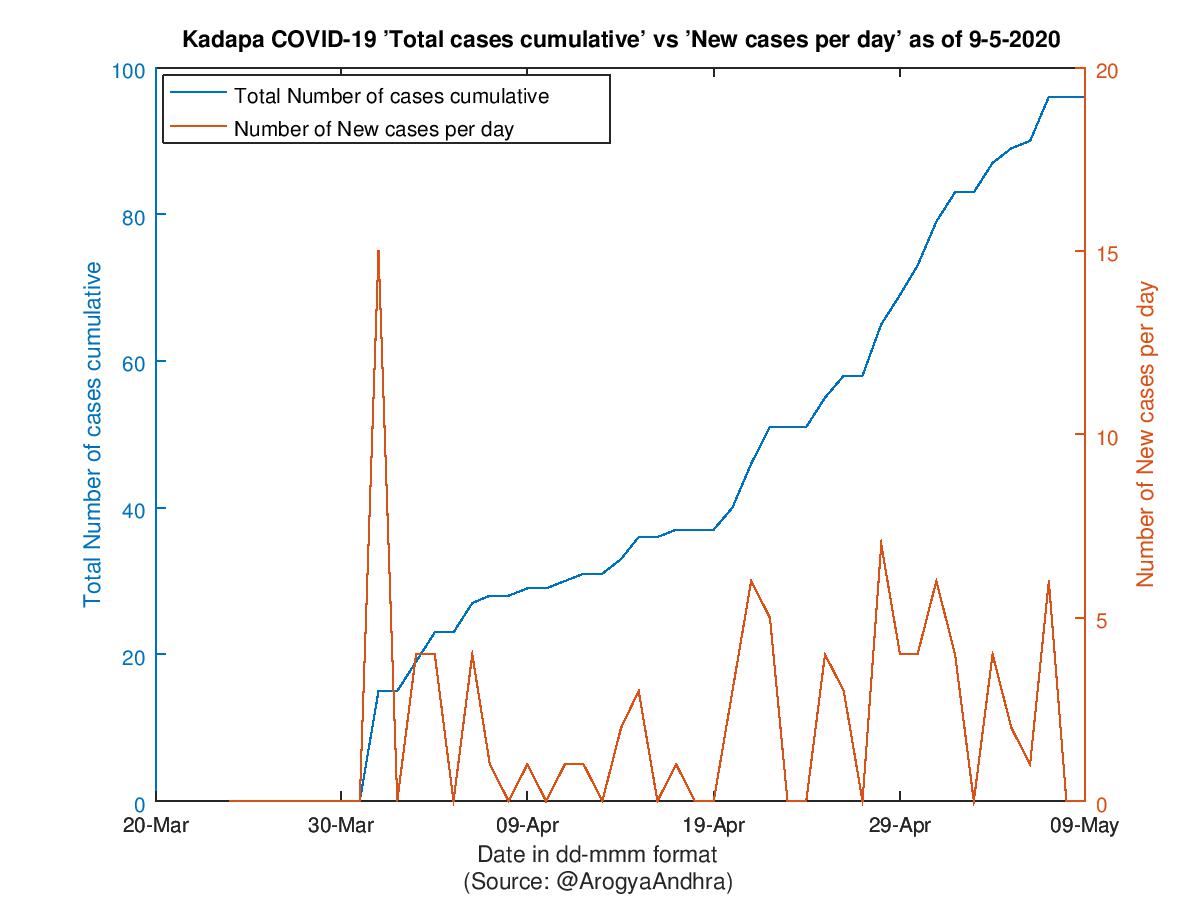 Kadapa COVID-19 ’Total cases cumulative’ vs ’New cases per day’ as of 9-5-2020
Total Number of cases cumulative
Number of New cases per day
100
80
60
40
20
0
Total Number of cases cumulative
20
15
10
5
0
Number of New cases per day
20-Mar 30-Mar 09-Apr 19-Apr 29-Apr 09-May
Date in dd-mmm format
(Source: @ArogyaAndhra)